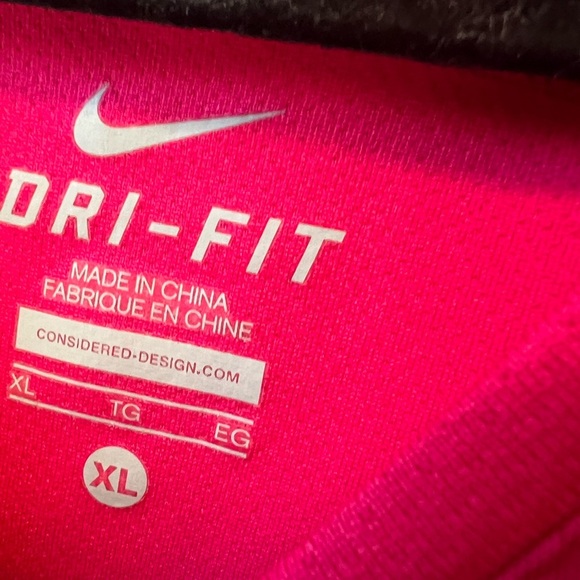 DRI-FIT
MADE IN CHINA
FABRIQUE EN CHINE
CONSIDERED-DESIGN.COM
XL TG EG
XL